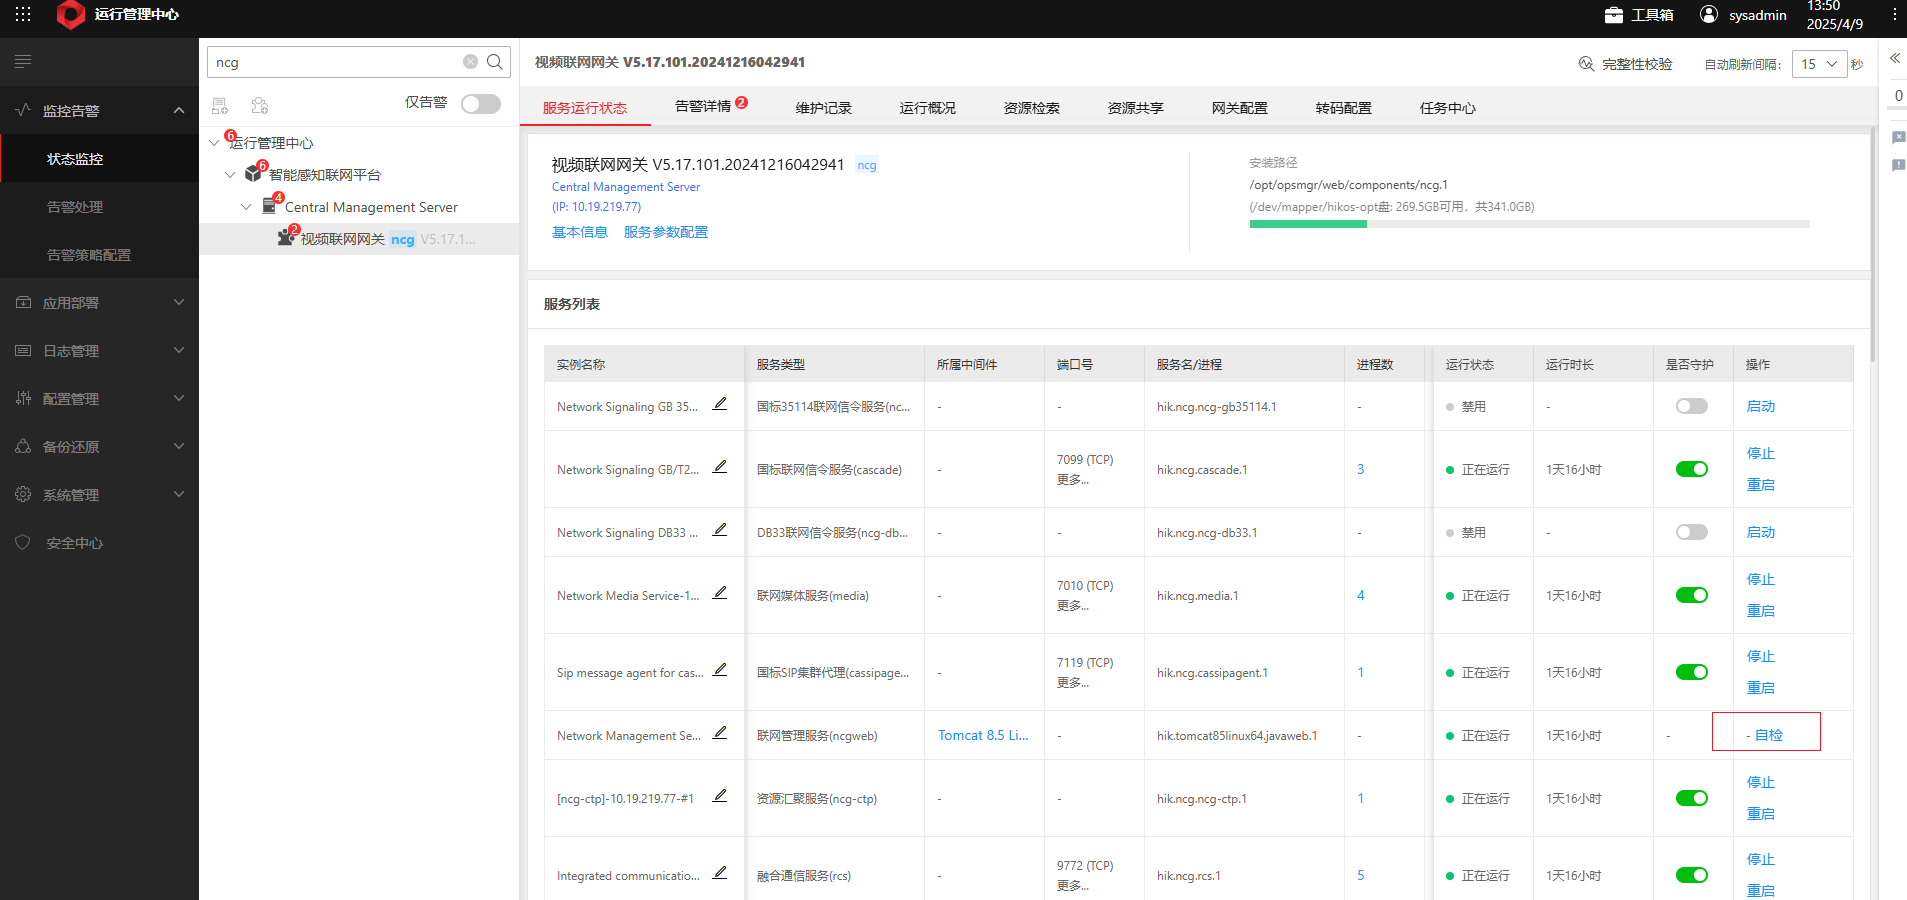 运行管理中心
工具箱
sysadmin
13:50
2025/4/9
监控告警
状态监控
告警处理
告警策略配置
应用部署
日志管理
配置管理
备份还原
系统管理
安全中心
ncg
仅告警
6
运行管理中心
6
智能感知联网平台
4
Central Management Server
2
视频联网网关 ncg V5.17.1...
视频联网网关 V5.17.101.20241216042941
完整性校验
自动刷新间隔: 15 秒
0
服务运行状态 告警详情 2 维护记录 运行概况 资源检索 资源共享 网关配置 转码配置 任务中心
视频联网网关 V5.17.101.20241216042941 ncg
Central Management Server
(IP: 10.19.219.77)
基本信息 服务参数配置
安装路径
/opt/opsmgr/web/components/ncg.1
(/dev/mapper/hikos-opt盘: 269.5GB可用，共341.0GB)
服务列表
实例名称 服务类型 所属中间件 端口号 服务名/进程 进程数 运行状态 运行时长 是否守护 操作
Network Signaling GB 35... 国标35114联网信令服务(nc... - - hik.ncg.ncg-gb35114.1 - 禁用 - 启动
Network Signaling GB/T2... 国标联网信令服务(cascade) - 7099 (TCP) 更多... hik.ncg.cascade.1 3 正在运行 1天16小时 停止 重启
Network Signaling DB33 ... DB33联网信令服务(ncg-db... - - hik.ncg.ncg-db33.1 - 禁用 - 启动
Network Media Service-1... 联网媒体服务(media) - 7010 (TCP) 更多... hik.ncg.media.1 4 正在运行 1天16小时 停止 重启
Sip message agent for cas... 国标SIP集群代理(cassipage... - 7119 (TCP) 更多... hik.ncg.cassipagent.1 1 正在运行 1天16小时 停止 重启
Network Management Se... 联网管理服务(ncgweb) Tomcat 8.5 Li... - hik.tomcat85linux64.javaweb.1 - 正在运行 1天16小时 - - 自检
[ncg-ctp]-10.19.219.77-#1 资源汇聚服务(ncg-ctp) - - hik.ncg.ncg-ctp.1 1 正在运行 1天16小时 停止 重启
Integrated communicatio... 融合通信服务(rcs) - 9772 (TCP) 更多... hik.ncg.rcs.1 5 正在运行 1天16小时 停止 重启